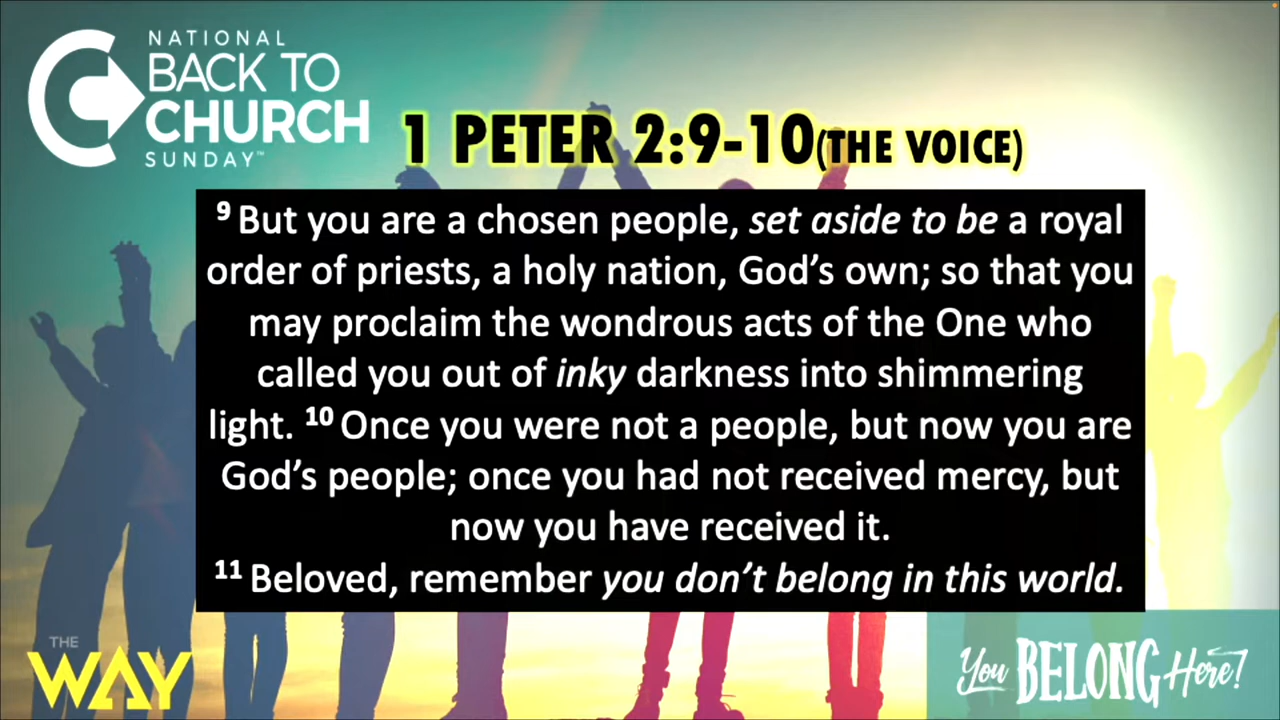 NATIONAL
BACK TO
CHURCH
SUNDAY™
1 PETER 2:9-10(THE VOICE)
9 But you are a chosen people, set aside to be a royal
order of priests, a holy nation, God’s own; so that you
may proclaim the wondrous acts of the One who
called you out of inky darkness into shimmering
light. 10 Once you were not a people, but now you are
God’s people; once you had not received mercy, but
now you have received it.
11 Beloved, remember you don’t belong in this world.
THE
WAY
You BELONG Here!